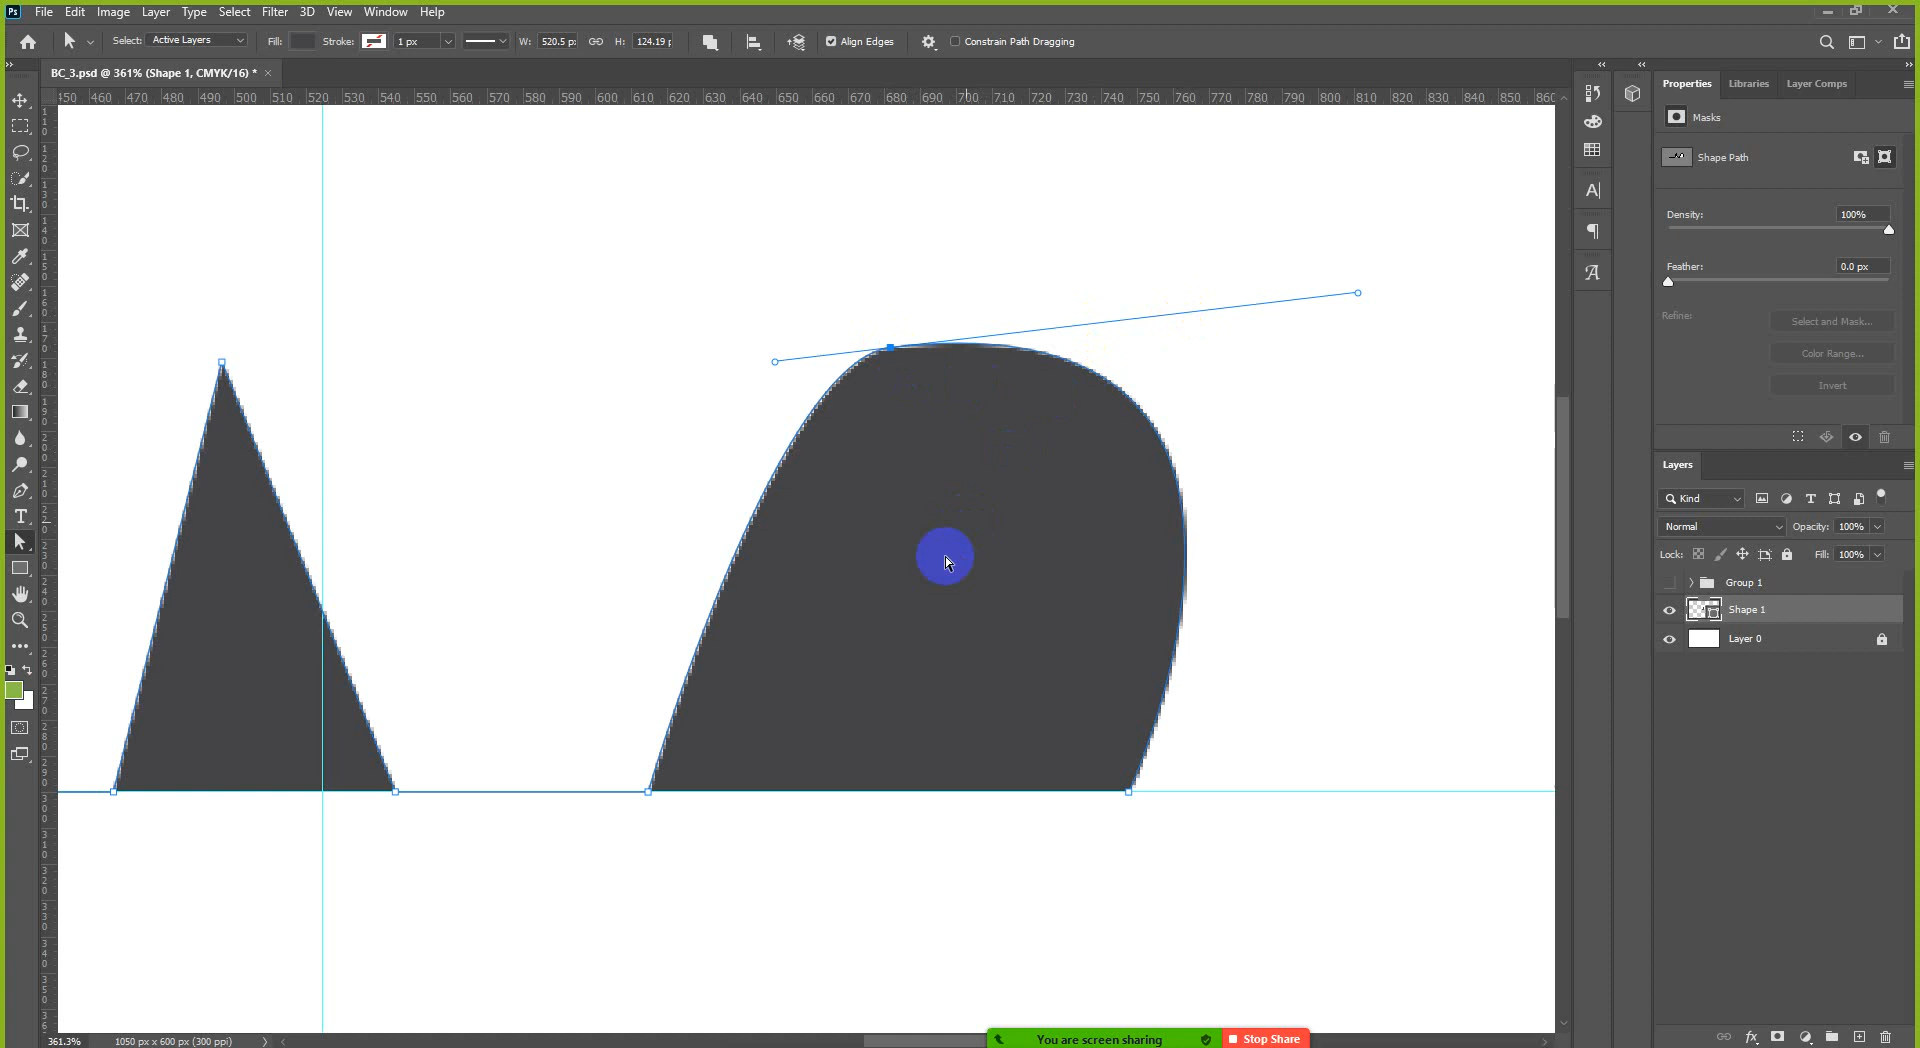 Ps File Edit Image Layer Type Select Filter 3D View Window Help
Select: Active Layers Fill: Stroke: 1 px W: 520.5 p: H: 124.19 p Align Edges Constrain Path Dragging
BC_3.psd @ 361% (Shape 1, CMYK/16) * ×
450 460 470 480 490 500 510 520 530 540 550 560 570 580 590 600 610 620 630 640 650 660 670 680 690 700 710 720 730 740 750 760 770 780 790 800 810 820 830 840 850 860
Properties Libraries Layer Comps
Masks
Shape Path
Density: 100%
Feather: 0.0 px
Refine: Select and Mask...
Color Range...
Invert
Layers
Kind
Normal Opacity: 100%
Lock: Fill: 100%
Group 1
Shape 1
Layer 0
361.3% 1050 px x 600 px (300 ppi)
You are screen sharing Stop Share